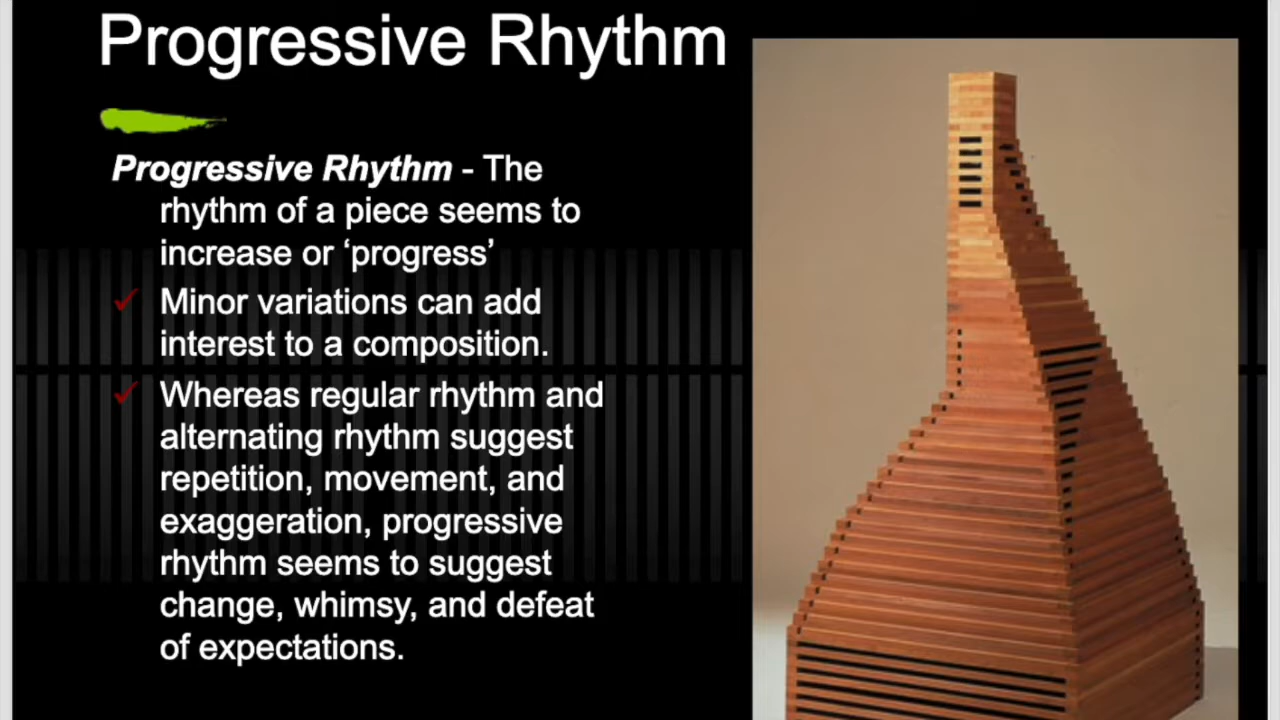 Progressive Rhythm
Progressive Rhythm - The
rhythm of a piece seems to
increase or ‘progress’
Minor variations can add
interest to a composition.
Whereas regular rhythm and
alternating rhythm suggest
repetition, movement, and
exaggeration, progressive
rhythm seems to suggest
change, whimsy, and defeat
of expectations.